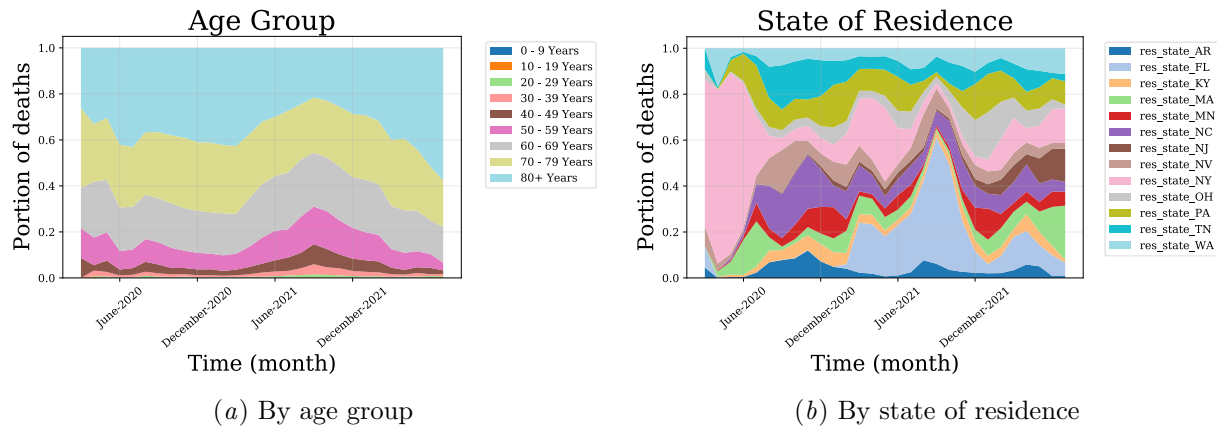 Age Group
Portion of deaths
1.0
0.8
0.6
0.4
0.2
0.0
June-2020
December-2020
June-2021
December-2021
Time (month)
0 - 9 Years
10 - 19 Years
20 - 29 Years
30 - 39 Years
40 - 49 Years
50 - 59 Years
60 - 69 Years
70 - 79 Years
80+ Years
(a) By age group
State of Residence
Portion of deaths
1.0
0.8
0.6
0.4
0.2
0.0
June-2020
December-2020
June-2021
December-2021
Time (month)
res_state_AR
res_state_FL
res_state_KY
res_state_MA
res_state_MN
res_state_NC
res_state_NJ
res_state_NV
res_state_NY
res_state_OH
res_state_PA
res_state_TN
res_state_WA
(b) By state of residence